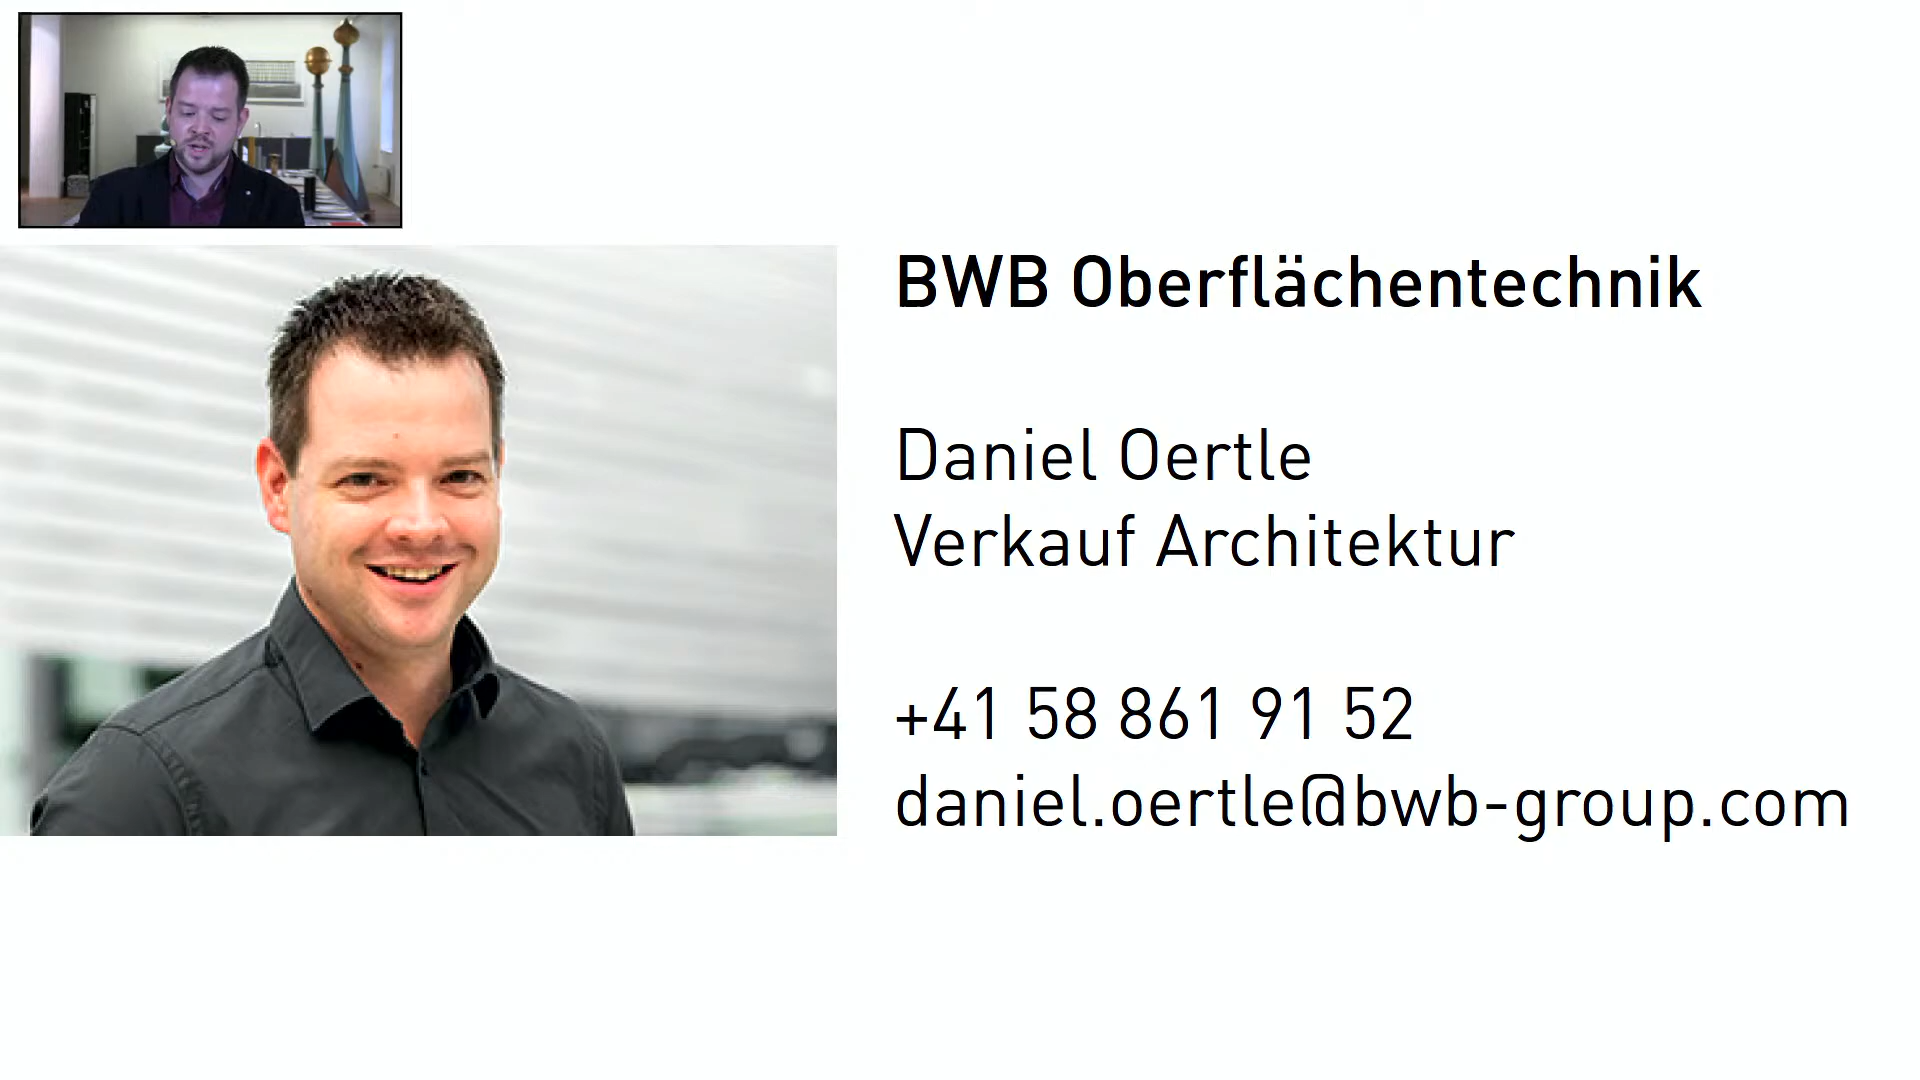 BWB Oberflächentechnik
Daniel Oertle
Verkauf Architektur
+41 58 861 91 52
daniel.oertle@bwb-group.com